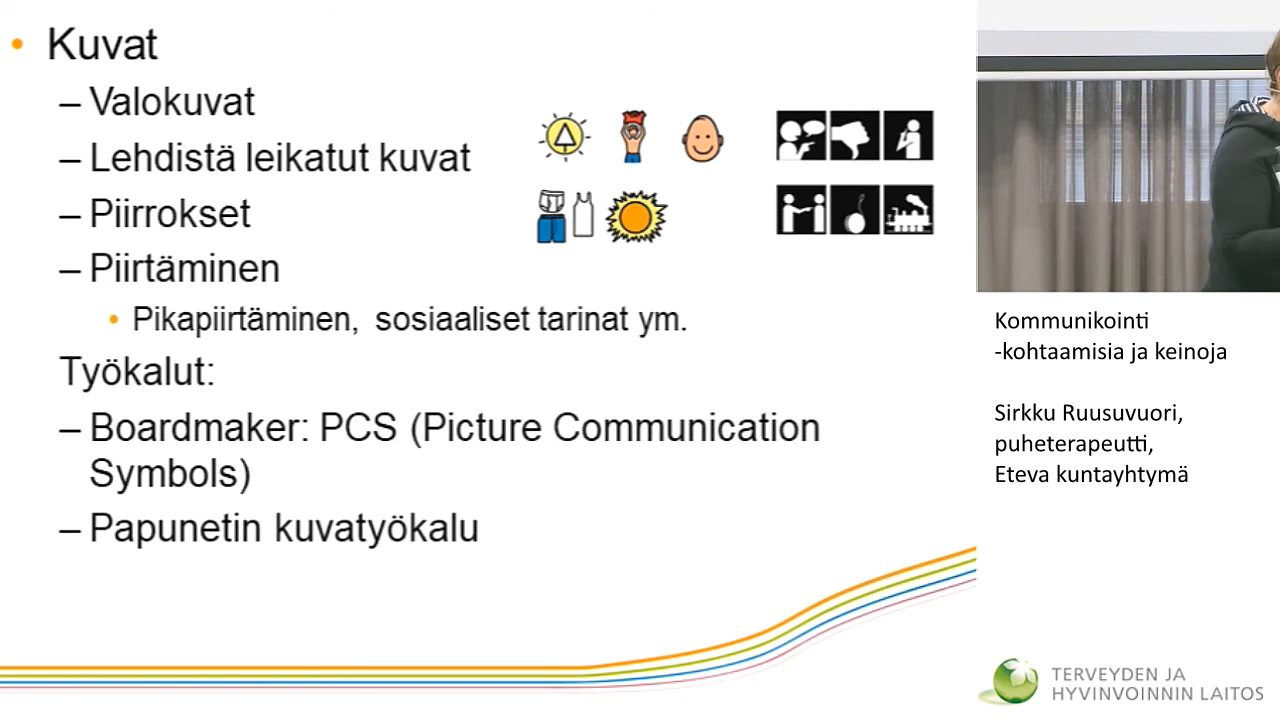 Kuvat
– Valokuvat
– Lehdistä leikatut kuvat
– Piirrokset
– Piirtäminen
Pikapiirtäminen, sosiaaliset tarinat ym.
Työkalut:
– Boardmaker: PCS (Picture Communication
Symbols)
– Papunetin kuvatyökalu
Kommunikointi
-kohtaamisia ja keinoja
Sirkku Ruusuvuori,
puheterapeutti,
Eteva kuntayhtymä
TERVEYDEN JA
HYVINVOINNIN LAITOS